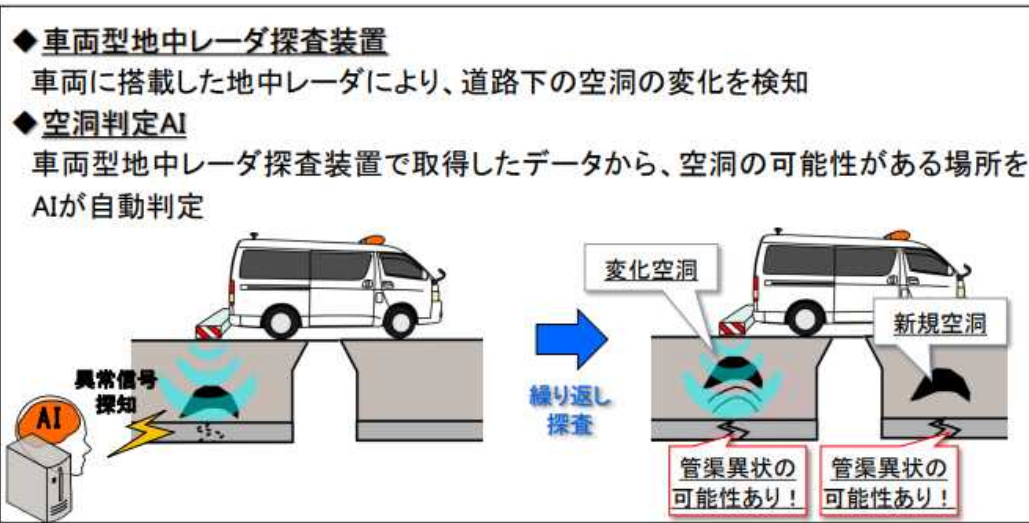 ◆車両型地中レーダ探査装置
車両に搭載した地中レーダにより、道路下の空洞の変化を検知
◆空洞判定AI
車両型地中レーダ探査装置で取得したデータから、空洞の可能性がある場所を
AIが自動判定
変化空洞
新規空洞
異常信号
探知
AI
繰り返し
探査
管渠異状の
可能性あり！
管渠異状の
可能性あり！